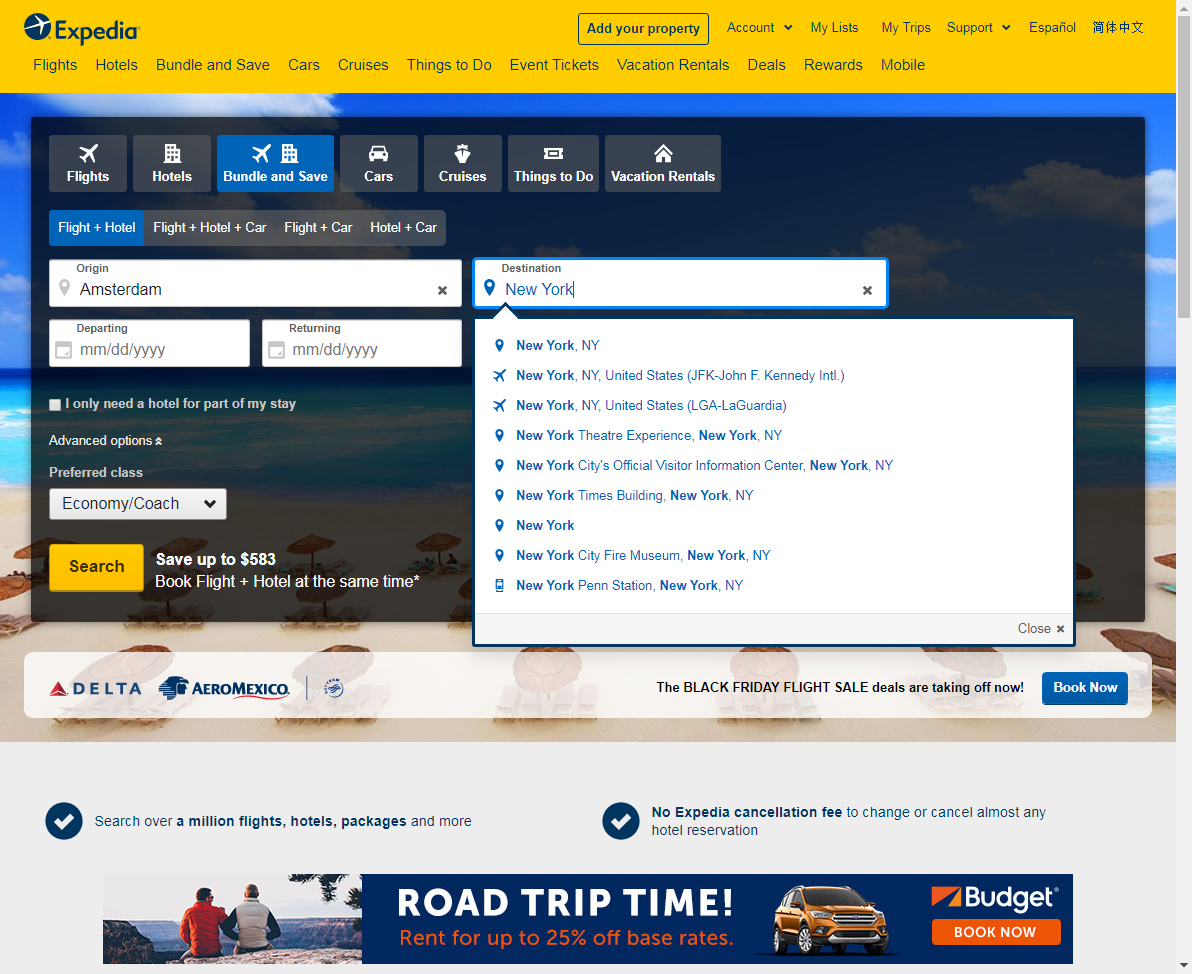 Expedia
Add your property
Account
My Lists
My Trips
Support
Español
简体中文
Flights Hotels Bundle and Save Cars Cruises Things to Do Event Tickets Vacation Rentals Deals Rewards Mobile
Flights Hotels Bundle and Save Cars Cruises Things to Do Vacation Rentals
Flight + Hotel Flight + Hotel + Car Flight + Car Hotel + Car
Origin
Amsterdam
Destination
New York
Departing
mm/dd/yyyy
Returning
mm/dd/yyyy
New York, NY
New York, NY, United States (JFK-John F. Kennedy Intl.)
New York, NY, United States (LGA-LaGuardia)
New York Theatre Experience, New York, NY
New York City's Official Visitor Information Center, New York, NY
New York Times Building, New York, NY
New York
New York City Fire Museum, New York, NY
New York Penn Station, New York, NY
Close
I only need a hotel for part of my stay
Advanced options
Preferred class
Economy/Coach
Search
Save up to $583
Book Flight + Hotel at the same time*
DELTA
AEROMEXICO
The BLACK FRIDAY FLIGHT SALE deals are taking off now!
Book Now
Search over a million flights, hotels, packages and more
No Expedia cancellation fee to change or cancel almost any
hotel reservation
ROAD TRIP TIME!
Rent for up to 25% off base rates.
Budget
BOOK NOW